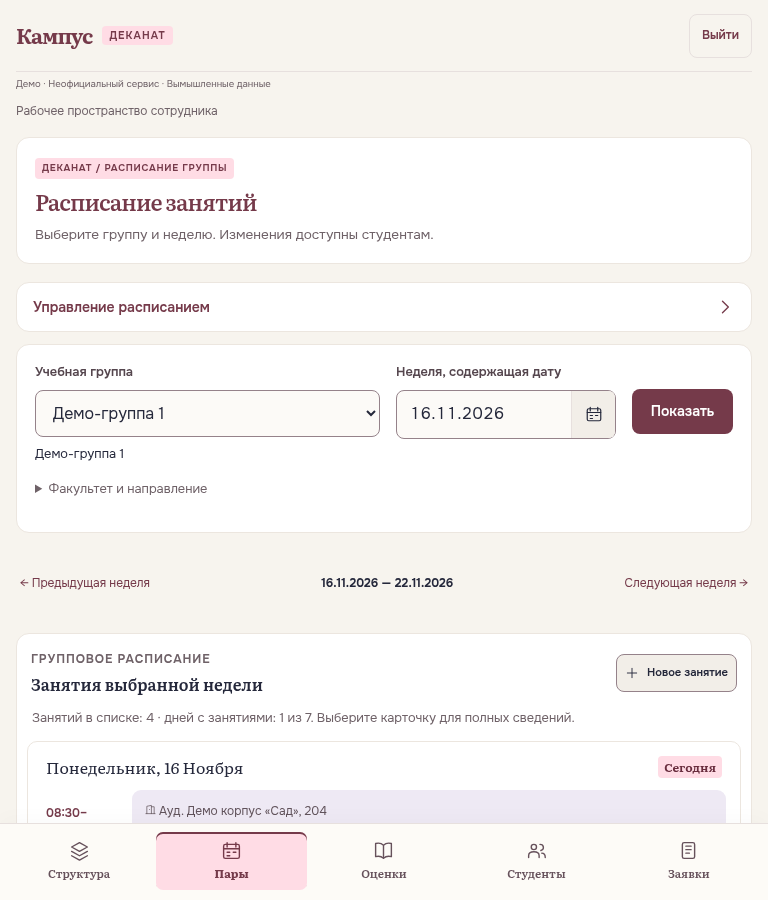 Кампус
ДЕКАНАТ
Выйти
Демо · Неофициальный сервис · Вымышленные данные
Рабочее пространство сотрудника
ДЕКАНАТ / РАСПИСАНИЕ ГРУППЫ
Расписание занятий
Выберите группу и неделю. Изменения доступны студентам.
Управление расписанием
Учебная группа
Неделя, содержащая дату
Демо-группа 1
16.11.2026
Показать
Демо-группа 1
Факультет и направление
← Предыдущая неделя
16.11.2026 — 22.11.2026
Следующая неделя →
ГРУППОВОЕ РАСПИСАНИЕ
Занятия выбранной недели
Новое занятие
Занятий в списке: 4 · дней с занятиями: 1 из 7. Выберите карточку для полных сведений.
Понедельник, 16 Ноября
Сегодня
08:30–
Ауд. Демо корпус «Сад», 204
Структура
Пары
Оценки
Студенты
Заявки